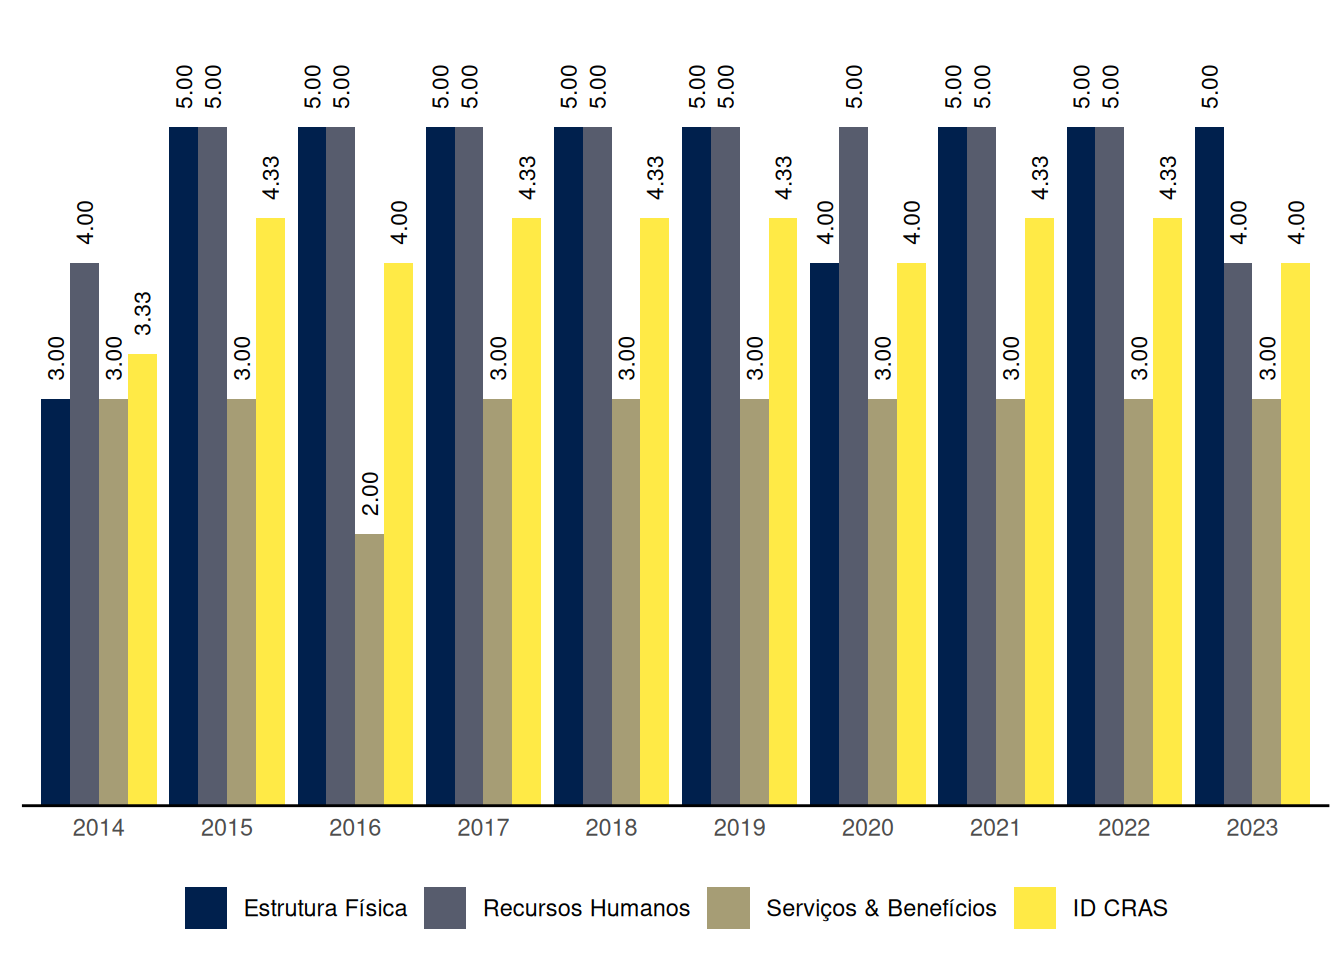 5.00 5.00 5.00 5.00 5.00 5.00 5.00 5.00 5.00 5.00 5.00 5.00 5.00 5.00 5.00 5.00
4.33 4.33 4.33 4.33 4.33 4.33
4.00 4.00 4.00 4.00 4.00 4.00
3.33
3.00 3.00 3.00 3.00 3.00 3.00 3.00 3.00 3.00 3.00
2.00
2014 2015 2016 2017 2018 2019 2020 2021 2022 2023
Estrutura Física Recursos Humanos Serviços & Benefícios ID CRAS